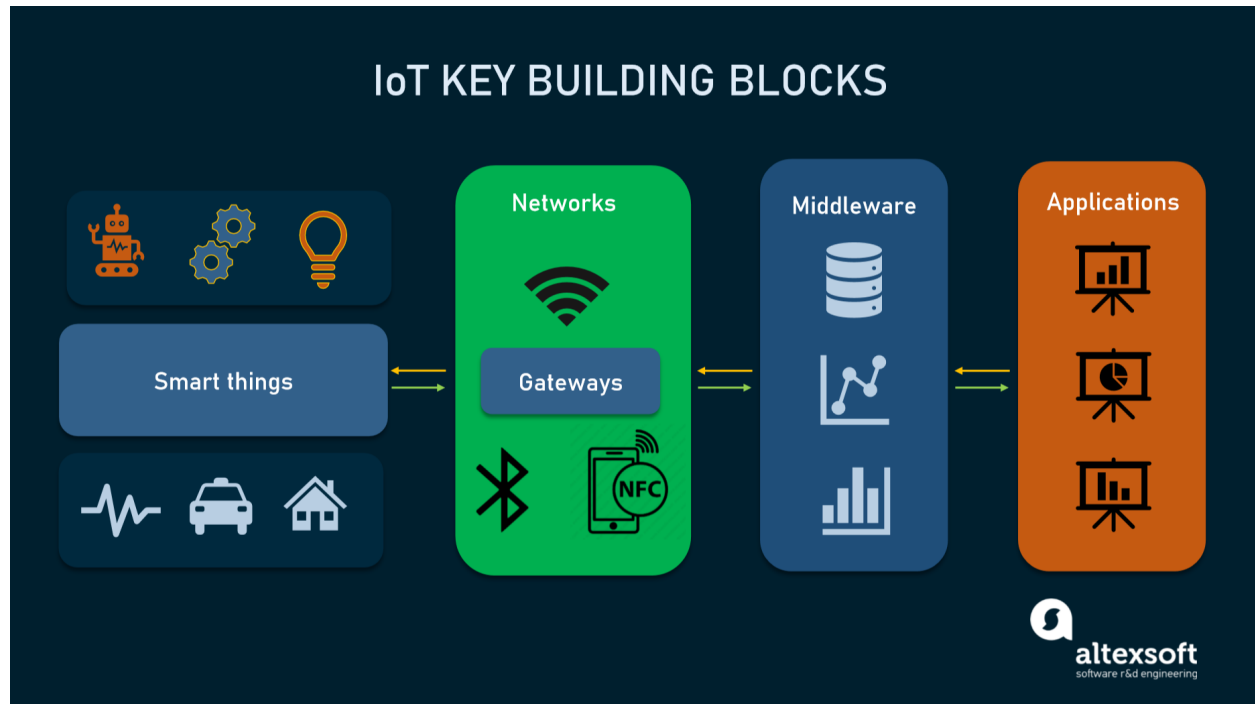 IoT KEY BUILDING BLOCKS
Networks
Middleware
Applications
Smart things
Gateways
NFC
altexsoft
software r&d engineering